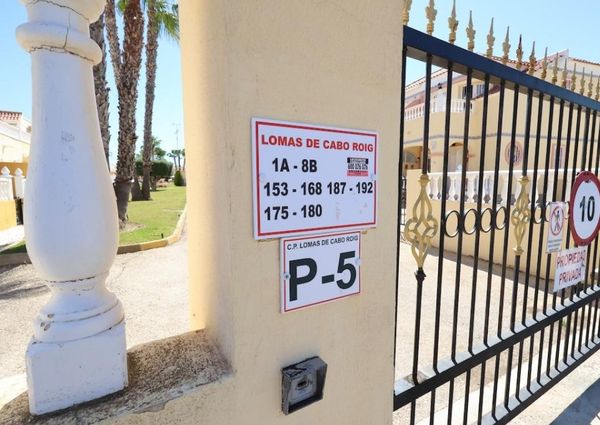 LOMAS DE CABO ROIG
1A - 8B
153 - 168 187 - 192
175 - 180
C.P. LOMAS DE CABO ROIG
P-5
10
PROPIEDAD
PRIVADA